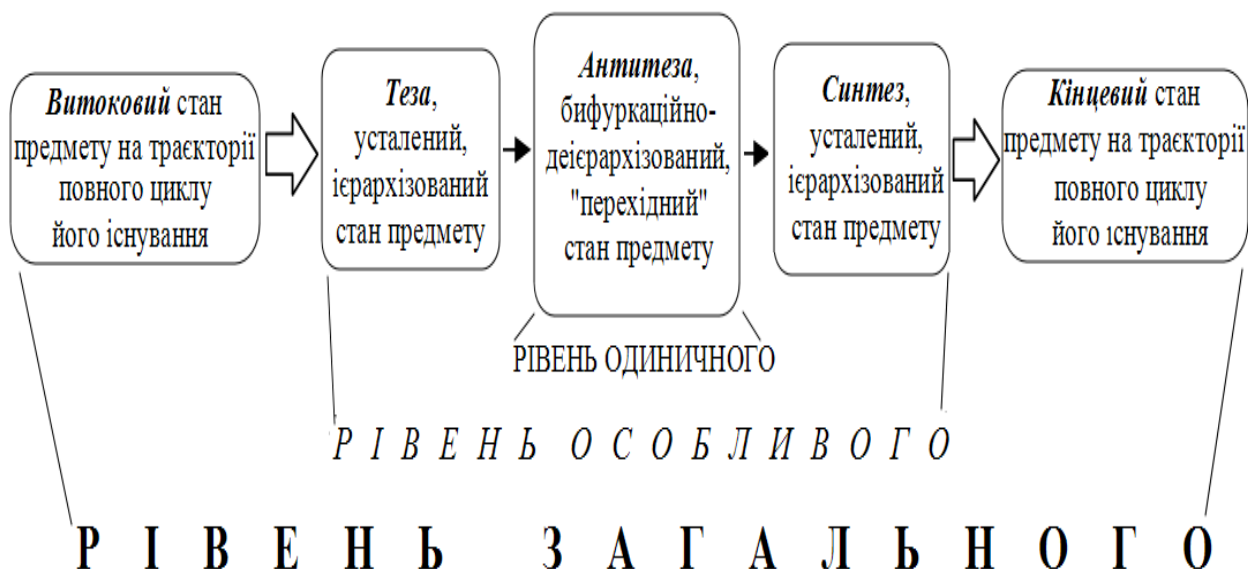 Витоковий стан
предмету на траєкторії
повного циклу
його існування
Теза,
усталений,
ієрархізований
стан предмету
Антитеза,
бифуркаційно-
деієрархізований,
"перехідний"
стан предмету
Синтез,
усталений,
ієрархізований
стан предмету
Кінцевий стан
предмету на траєкторії
повного циклу
його існування
РІВЕНЬ ОДИНИЧНОГО
Р І В Е Н Ь О С О Б Л И В О Г О
Р І В Е Н Ь З А Г А Л Ь Н О Г О